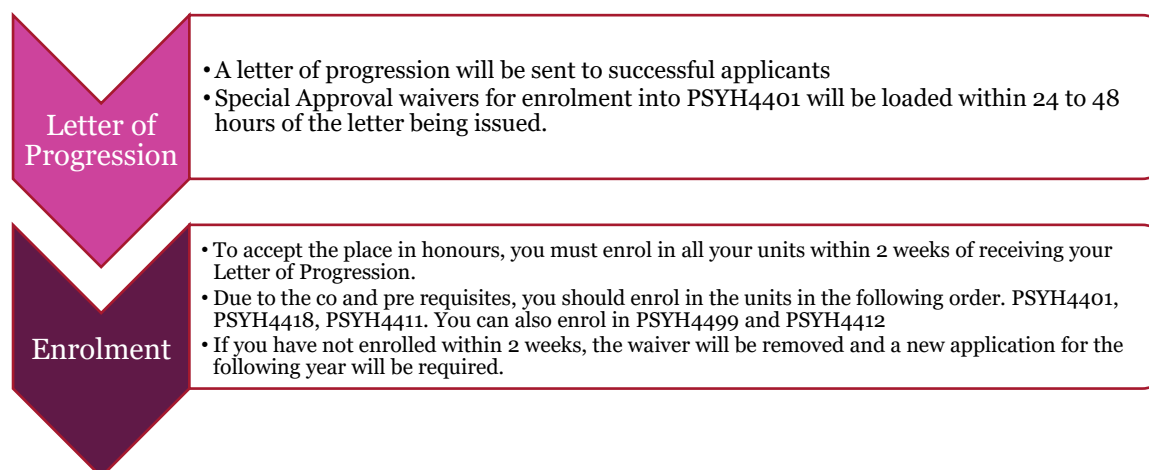 Letter of
Progression
• A letter of progression will be sent to successful applicants
• Special Approval waivers for enrolment into PSYH4401 will be loaded within 24 to 48
hours of the letter being issued.
Enrolment
• To accept the place in honours, you must enrol in all your units within 2 weeks of receiving your
Letter of Progression.
• Due to the co and pre requisites, you should enrol in the units in the following order. PSYH4401,
PSYH4418, PSYH4411. You can also enrol in PSYH4499 and PSYH4412
• If you have not enrolled within 2 weeks, the waiver will be removed and a new application for the
following year will be required.